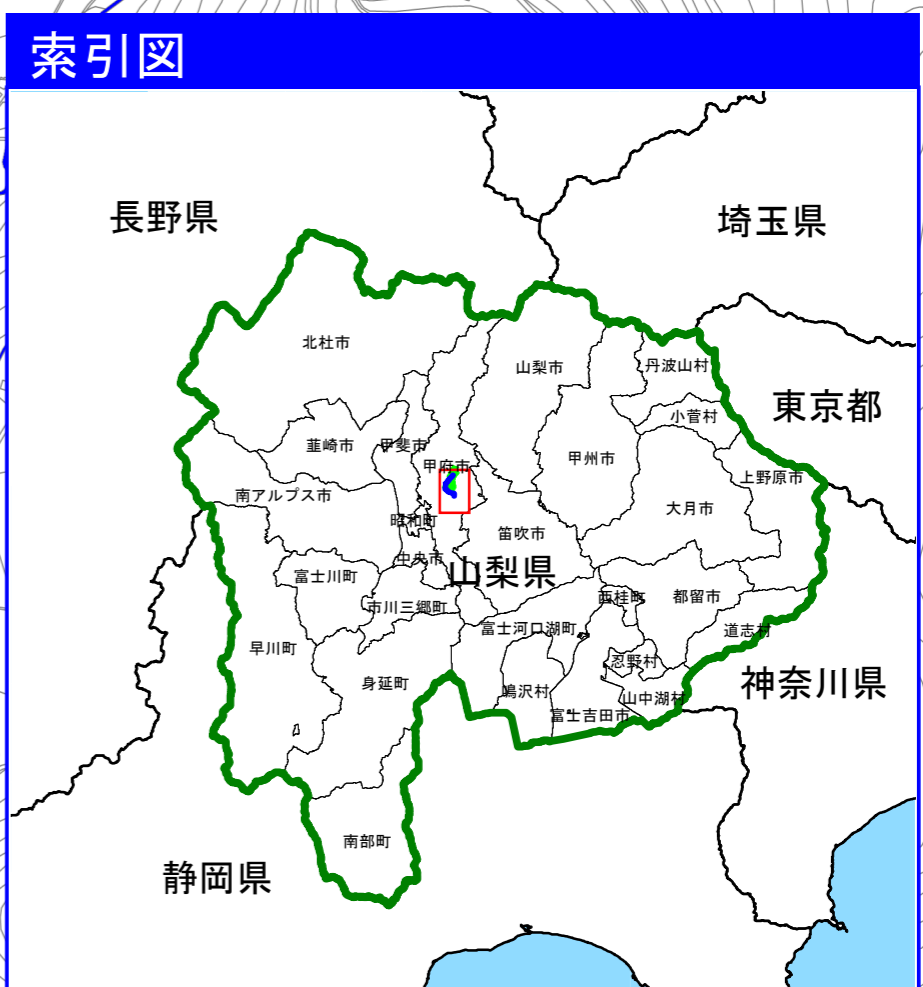 索引図
長野県
埼玉県
北杜市
山梨市
丹波山村
東京都
小菅村
韮崎市
甲斐市
甲府市
甲州市
上野原市
南アルプス市
大月市
昭和町
笛吹市
中央市
山梨県
富士川町
西桂町
都留市
市川三郷町
富士河口湖町
道志村
早川町
忍野村
身延町
鳴沢村
山中湖村
神奈川県
富士吉田市
南部町
静岡県